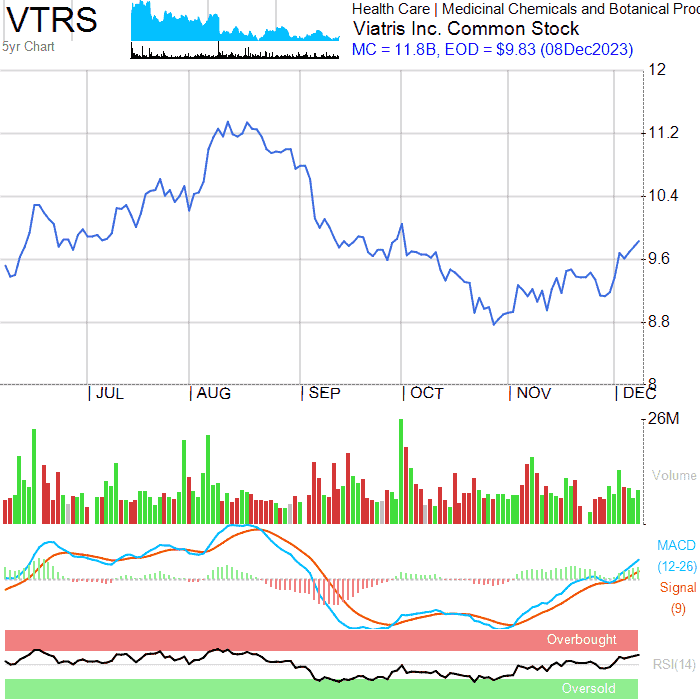 VTRS
5yr Chart
Health Care | Medicinal Chemicals and Botanical Prod
Viatris Inc. Common Stock
MC = 11.8B, EOD = $9.83 (08Dec2023)
12
11.2
10.4
9.6
8.8
8
JUL AUG SEP OCT NOV DEC
26M
Volume
MACD
(12-26)
Signal
(9)
Overbought
RSI(14)
Oversold